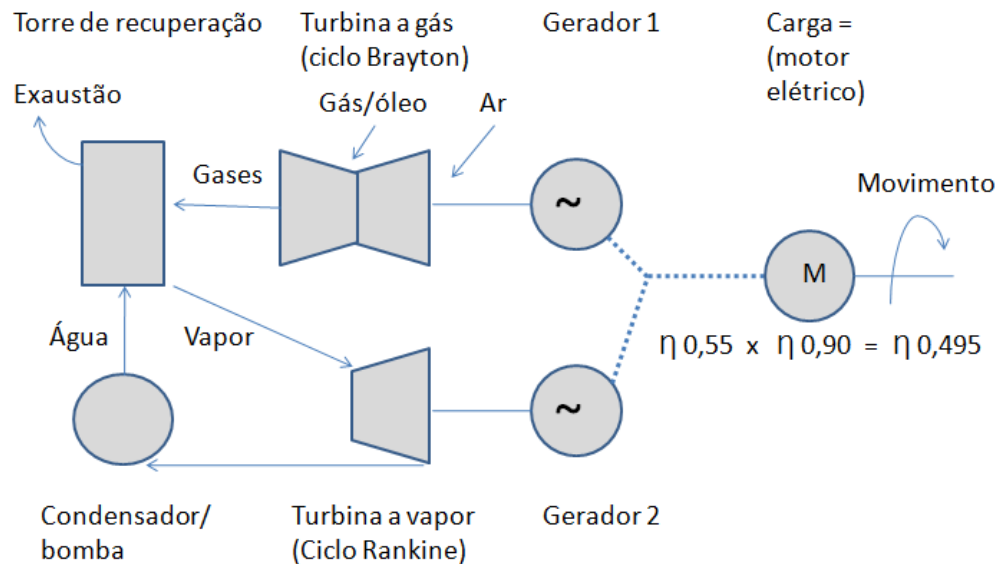 Torre de recuperação
Turbina a gás
(ciclo Brayton)
Gerador 1
Carga =
(motor
elétrico)
Exaustão
Gás/óleo
Ar
Gases
~
Movimento
M
Água
Vapor
η 0,55 x η 0,90 = η 0,495
~
Condensador/
bomba
Turbina a vapor
(Ciclo Rankine)
Gerador 2